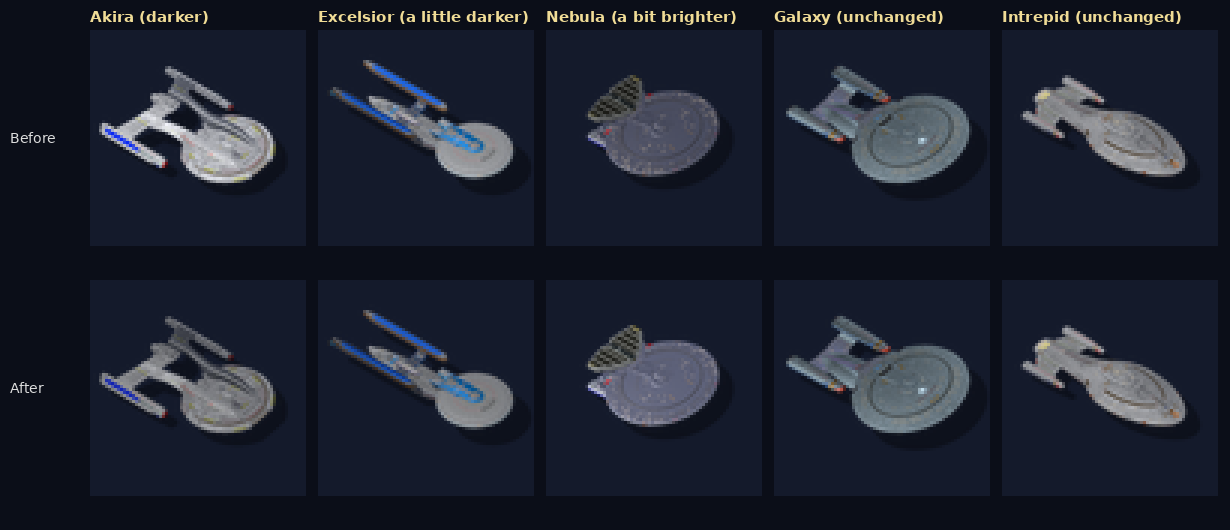 Akira (darker)
Excelsior (a little darker)
Nebula (a bit brighter)
Galaxy (unchanged)
Intrepid (unchanged)
Before
After